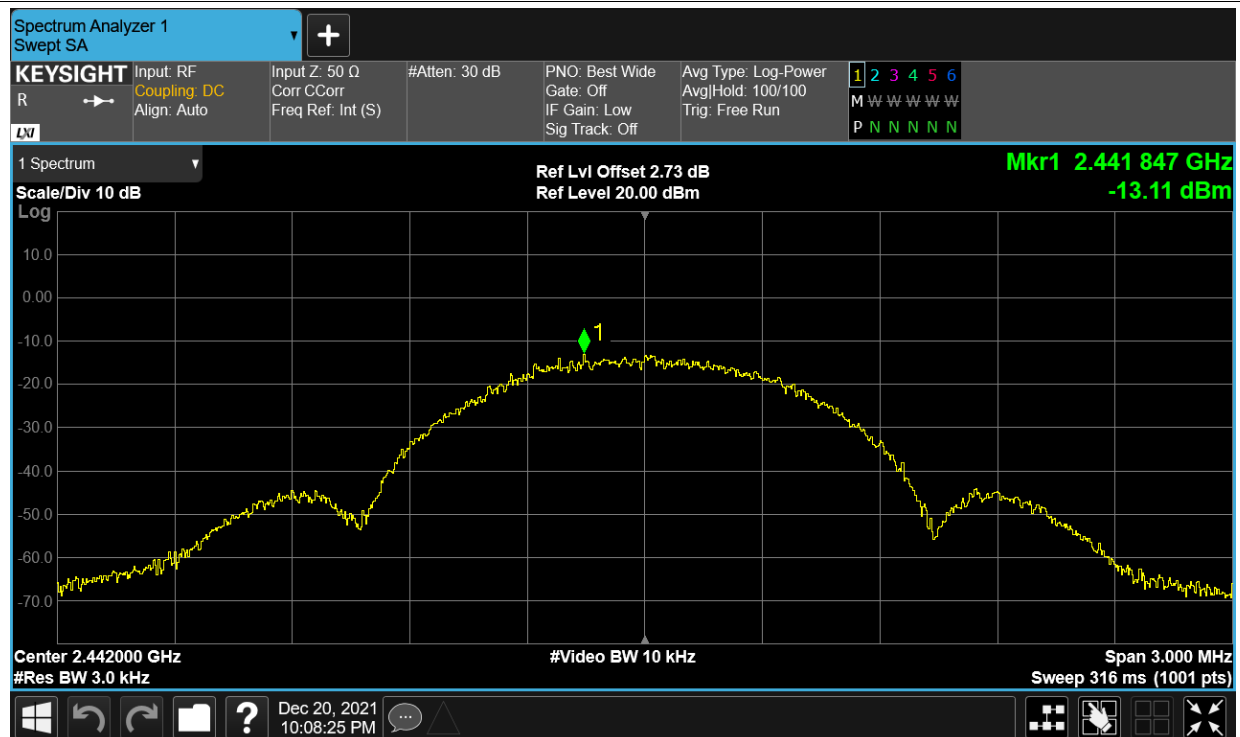 Spectrum Analyzer 1
Swept SA
KEYSIGHT
R
LXI
Input: RF
Coupling: DC
Align: Auto
Input Z: 50 Ω
Corr CCorr
Freq Ref: Int (S)
#Atten: 30 dB
PNO: Best Wide
Gate: Off
IF Gain: Low
Sig Track: Off
Avg Type: Log-Power
Avg|Hold: 100/100
Trig: Free Run
1 2 3 4 5 6
M W W W W W W
P N N N N N N
1 Spectrum
Scale/Div 10 dB
Ref Lvl Offset 2.73 dB
Ref Level 20.00 dBm
Mkr1 2.441 847 GHz
-13.11 dBm
Log
10.0
0.00
-10.0
-20.0
-30.0
-40.0
-50.0
-60.0
-70.0
1
Center 2.442000 GHz
#Res BW 3.0 kHz
#Video BW 10 kHz
Span 3.000 MHz
Sweep 316 ms (1001 pts)
?
Dec 20, 2021
10:08:25 PM